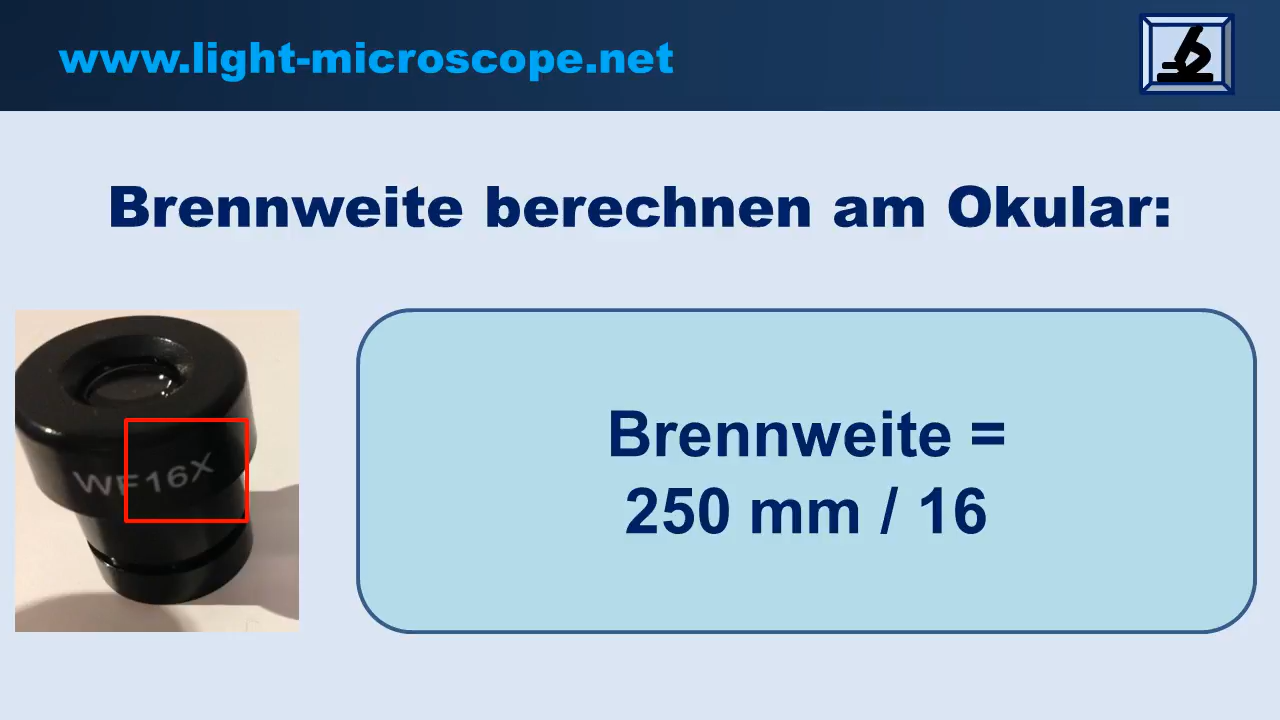 www.light-microscope.net
Brennweite berechnen am Okular:
WF16X
Brennweite =
250 mm / 16